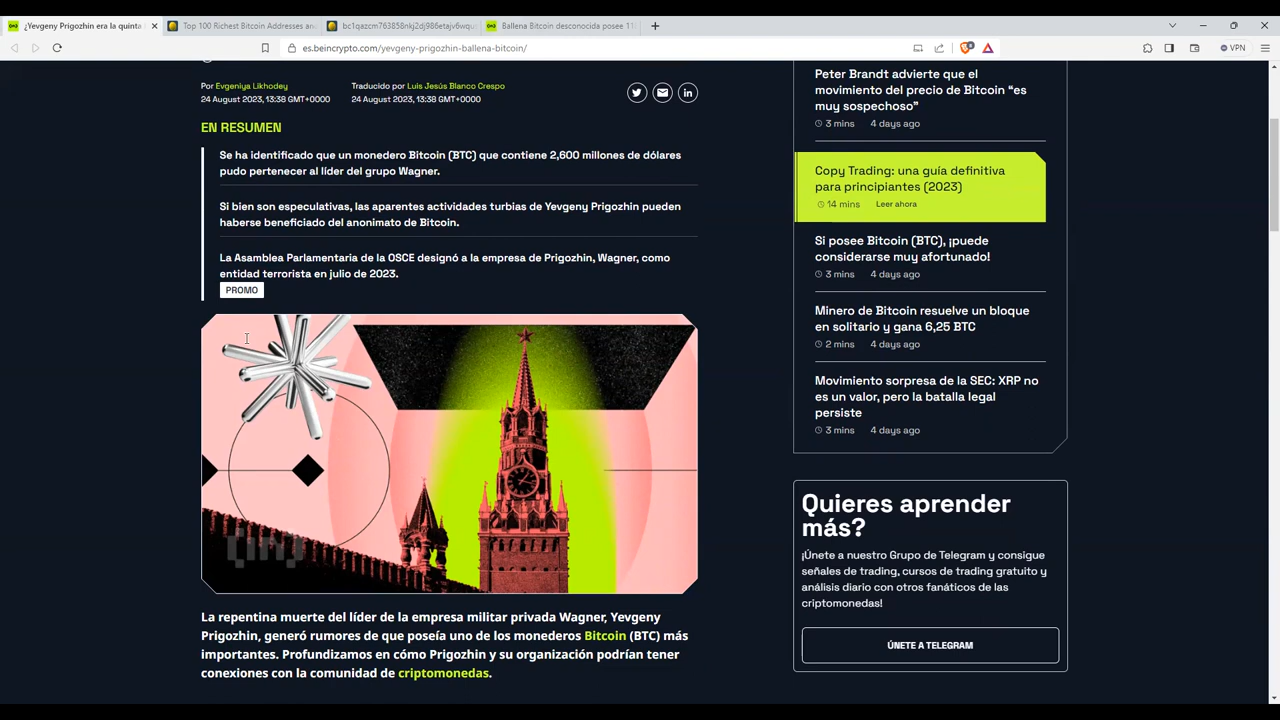 ¿Yevgeny Prigozhin era la quinta
Top 100 Richest Bitcoin Addresses an
Ballena Bitcoin desconocida posee 11
es.beincrypto.com/yevgeny-prigozhin-ballena-bitcoin/
VPN
Por Evgeniya Likhodey
24 August 2023, 13:38 GMT+0000
Traducido por Luis Jesús Blanco Crespo
24 August 2023, 13:38 GMT+0000
EN RESUMEN
Se ha identificado que un monedero Bitcoin (BTC) que contiene 2,600 millones de dólares
pudo pertenecer al líder del grupo Wagner.
Si bien son especulativas, las aparentes actividades turbias de Yevgeny Prigozhin pueden
haberse beneficiado del anonimato de Bitcoin.
La Asamblea Parlamentaria de la OSCE designó a la empresa de Prigozhin, Wagner, como
entidad terrorista en julio de 2023.
PROMO
La repentina muerte del líder de la empresa militar privada Wagner, Yevgeny
Prigozhin, generó rumores de que poseía uno de los monederos Bitcoin (BTC) más
importantes. Profundizamos en cómo Prigozhin y su organización podrían tener
conexiones con la comunidad de criptomonedas.
Peter Brandt advierte que el
movimiento del precio de Bitcoin “es
muy sospechoso”
3 mins 4 days ago
Copy Trading: una guía definitiva
para principiantes (2023)
14 mins Leer ahora
Si posee Bitcoin (BTC), ¡puede
considerarse muy afortunado!
3 mins 4 days ago
Minero de Bitcoin resuelve un bloque
en solitario y gana 6,25 BTC
2 mins 4 days ago
Movimiento sorpresa de la SEC: XRP no
es un valor, pero la batalla legal
persiste
3 mins 4 days ago
Quieres aprender
más?
¡Únete a nuestro Grupo de Telegram y consigue
señales de trading, cursos de trading gratuito y
análisis diario con otros fanáticos de las
criptomonedas!
ÚNETE A TELEGRAM